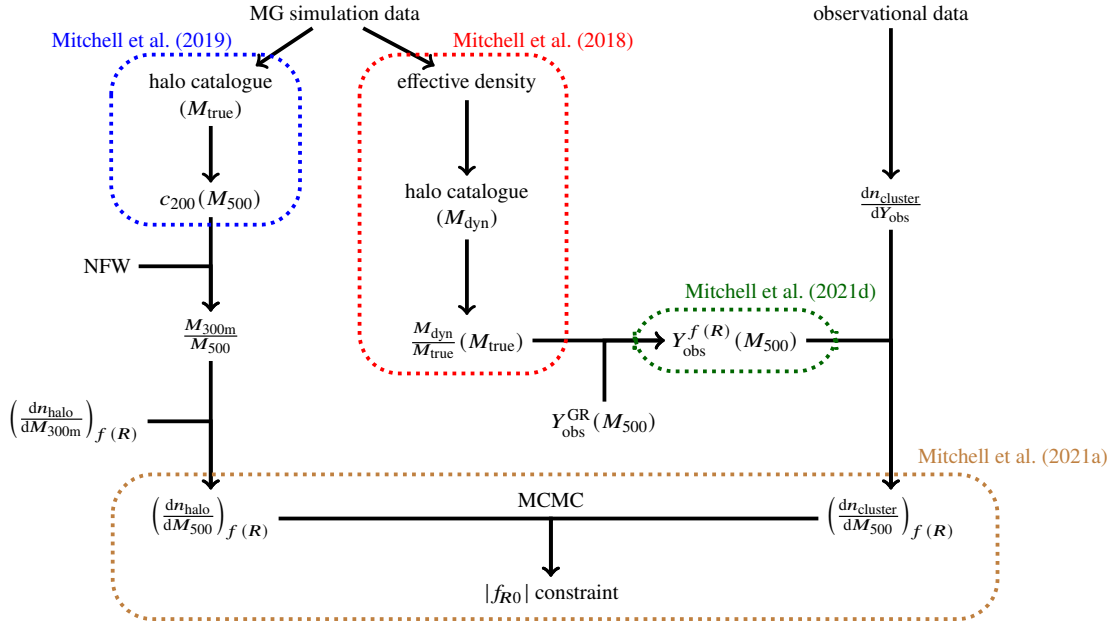 MG simulation data
observational data
Mitchell et al. (2019)
Mitchell et al. (2018)
halo catalogue
(M_true)
effective density
c_200(M_500)
halo catalogue
(M_dyn)
dn_cluster/dY_obs
NFW
Mitchell et al. (2021d)
M_300m/M_500
M_dyn/M_true (M_true)
Y_obs^f(R) (M_500)
Y_obs^GR (M_500)
(dn_halo/dM_300m)_f(R)
Mitchell et al. (2021a)
(dn_halo/dM_500)_f(R)
MCMC
(dn_cluster/dM_500)_f(R)
|f_R0| constraint